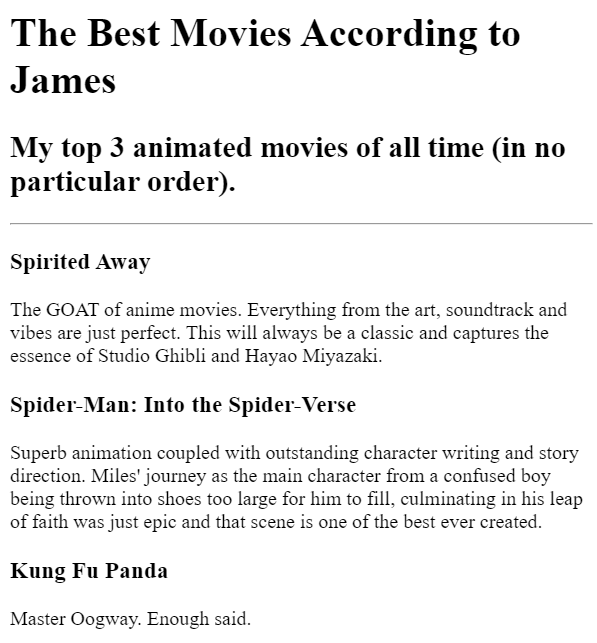 The Best Movies According to
James
My top 3 animated movies of all time (in no
particular order).
Spirited Away
The GOAT of anime movies. Everything from the art, soundtrack and
vibes are just perfect. This will always be a classic and captures the
essence of Studio Ghibli and Hayao Miyazaki.
Spider-Man: Into the Spider-Verse
Superb animation coupled with outstanding character writing and story
direction. Miles' journey as the main character from a confused boy
being thrown into shoes too large for him to fill, culminating in his leap
of faith was just epic and that scene is one of the best ever created.
Kung Fu Panda
Master Oogway. Enough said.